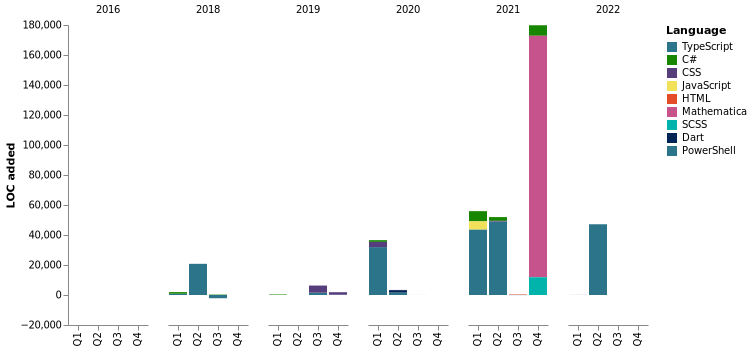 2016 2018 2019 2020 2021 2022
180,000
160,000
140,000
120,000
100,000
80,000
60,000
40,000
20,000
0
−20,000
LOC added
Q1 Q2 Q3 Q4 Q1 Q2 Q3 Q4 Q1 Q2 Q3 Q4 Q1 Q2 Q3 Q4 Q1 Q2 Q3 Q4 Q1 Q2 Q3 Q4
Language
TypeScript
C#
CSS
JavaScript
HTML
Mathematica
SCSS
Dart
PowerShell